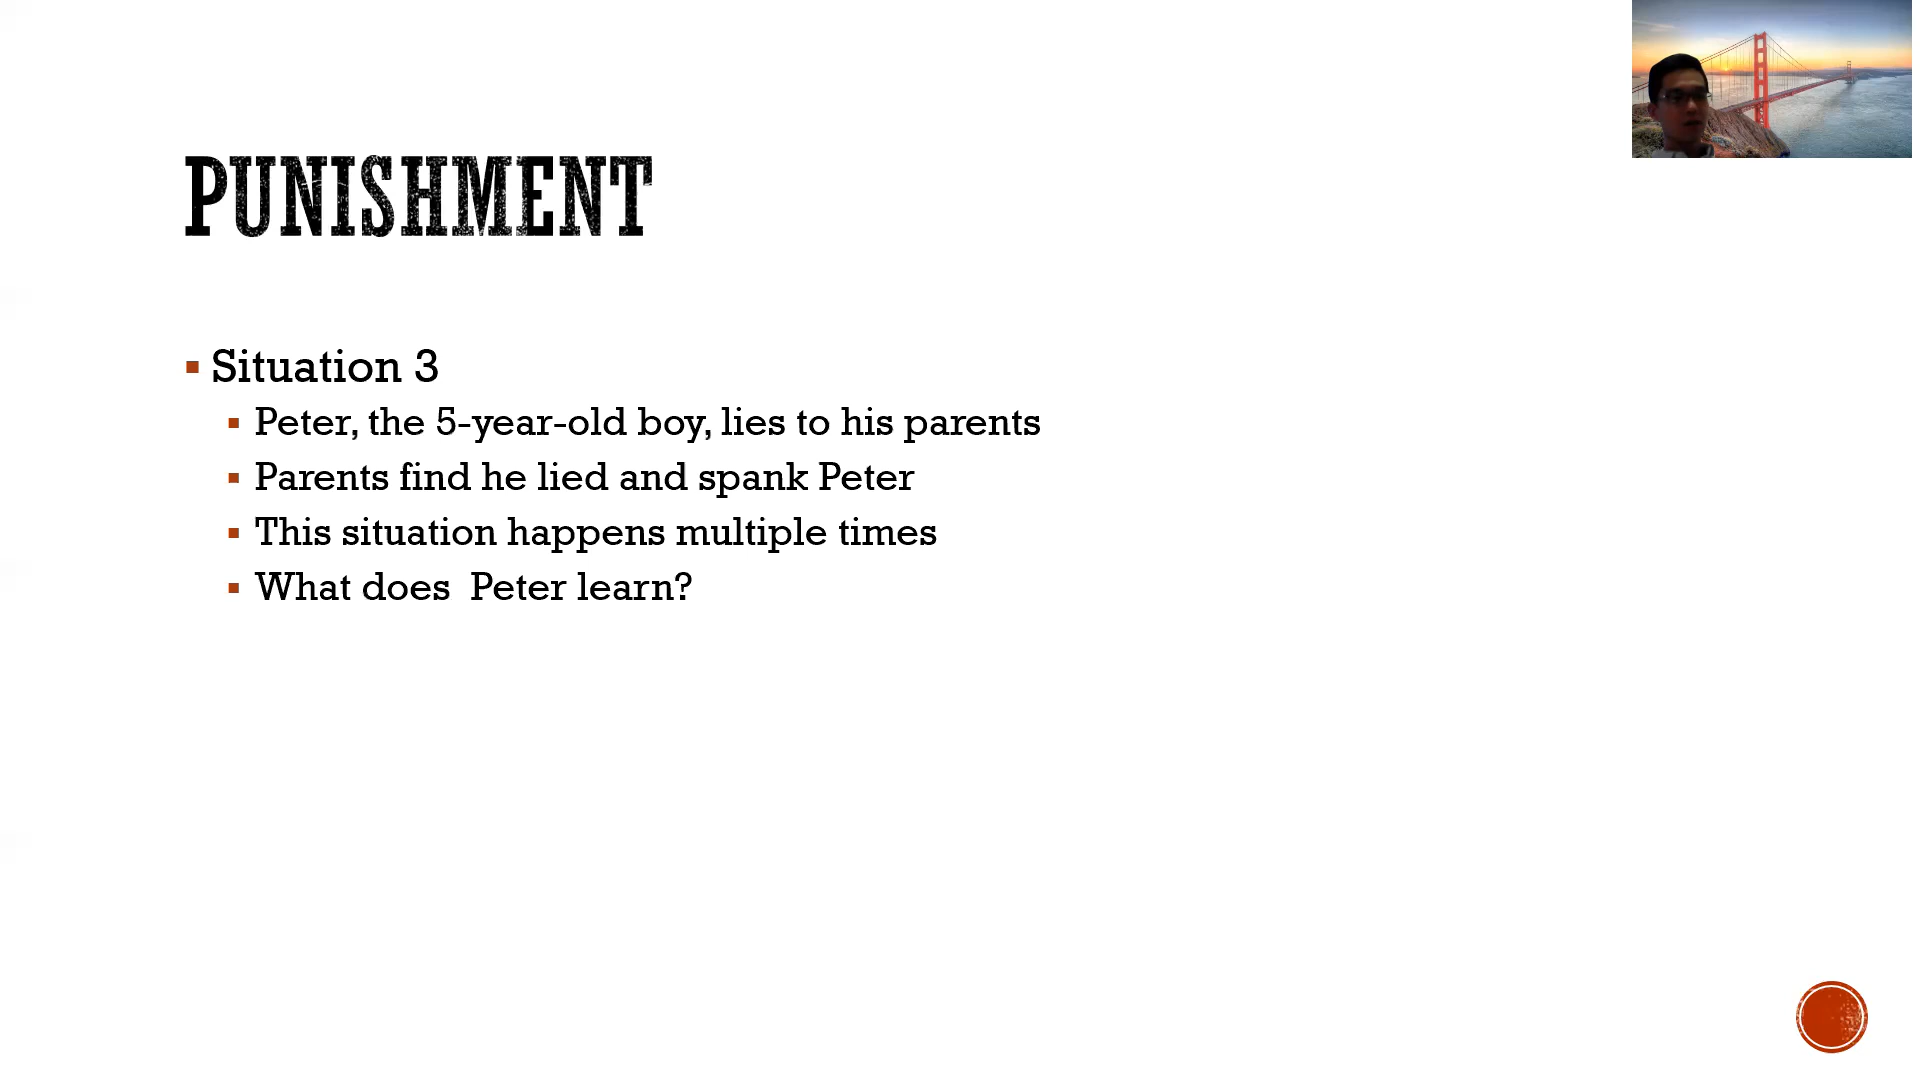 PUNISHMENT
Situation 3
Peter, the 5-year-old boy, lies to his parents
Parents find he lied and spank Peter
This situation happens multiple times
What does  Peter learn?